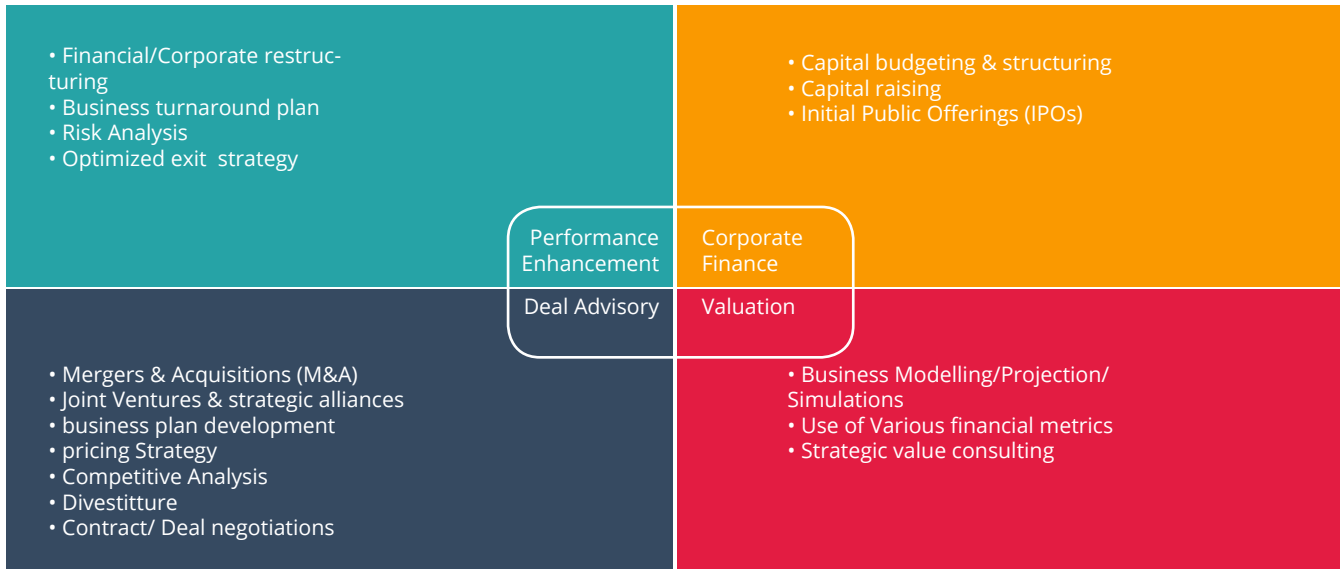 • Financial/Corporate restruc-
turing
• Business turnaround plan
• Risk Analysis
• Optimized exit  strategy
• Capital budgeting & structuring
• Capital raising
• Initial Public Offerings (IPOs)
Performance
Enhancement
Corporate
Finance
Deal Advisory
Valuation
• Mergers & Acquisitions (M&A)
• Joint Ventures & strategic alliances
• business plan development
• pricing Strategy
• Competitive Analysis
• Divestitture
• Contract/ Deal negotiations
• Business Modelling/Projection/
Simulations
• Use of Various financial metrics
• Strategic value consulting